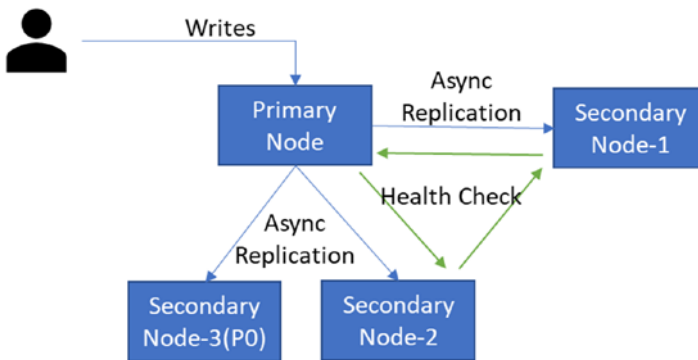 Writes
Primary
Node
Async
Replication
Secondary
Node-1
Health Check
Async
Replication
Secondary
Node-3(P0)
Secondary
Node-2